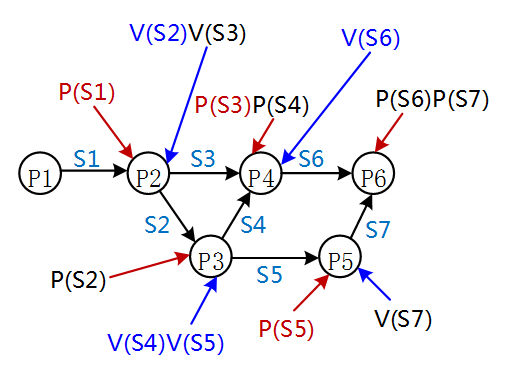 V(S2)V(S3)
V(S6)
P(S1)
P(S3)P(S4)
P(S6)P(S7)
S1
S3
S6
P1
P2
P4
P6
S2
S4
S7
P3
P5
S5
P(S2)
P(S5)
V(S7)
V(S4)V(S5)